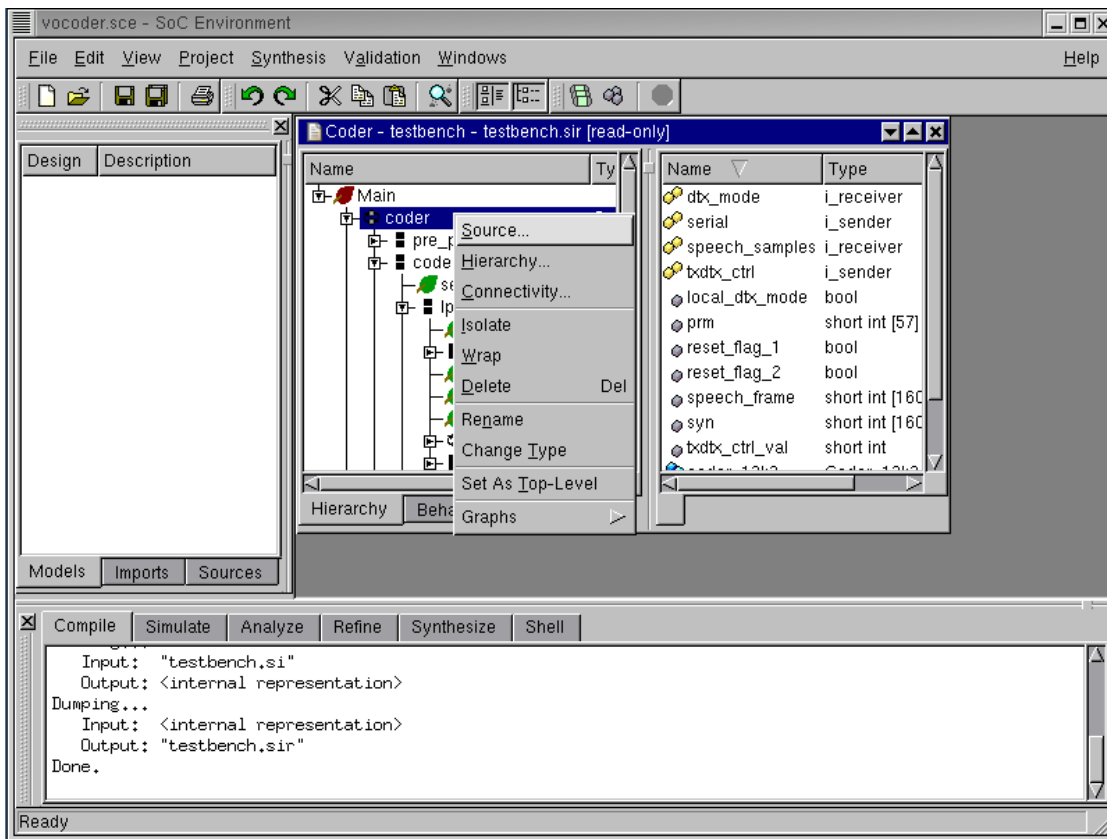 vocoder.sce - SoC Environment
File Edit View Project Synthesis Validation Windows Help
Design Description
Models Imports Sources
Coder - testbench - testbench.sir [read-only]
Name Ty
Main
coder
pre_p
code
se
lp
Hierarchy Beha
Source...
Hierarchy...
Connectivity...
Isolate
Wrap
Delete Del
Rename
Change Type
Set As Top-Level
Graphs
Name Type
dtx_mode i_receiver
serial i_sender
speech_samples i_receiver
txdtx_ctrl i_sender
local_dtx_mode bool
prm short int [57]
reset_flag_1 bool
reset_flag_2 bool
speech_frame short int [160
syn short int [160
txdtx_ctrl_val short int
Compile Simulate Analyze Refine Synthesize Shell
Input: "testbench.si"
Output: <internal representation>
Dumping...
Input: <internal representation>
Output: "testbench.sir"
Done.
Ready